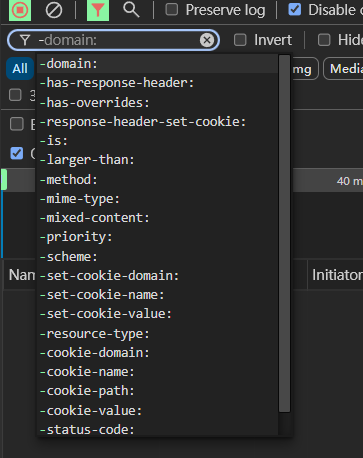 Preserve log
Disable c
-domain:
Invert
Hide
All
mg
Media
-domain:
-has-response-header:
-has-overrides:
-response-header-set-cookie:
-is:
-larger-than:
-method:
-mime-type:
-mixed-content:
-priority:
-scheme:
-set-cookie-domain:
-set-cookie-name:
-set-cookie-value:
-resource-type:
-cookie-domain:
-cookie-name:
-cookie-path:
-cookie-value:
-status-code:
3
40 m
Nam
Initiator